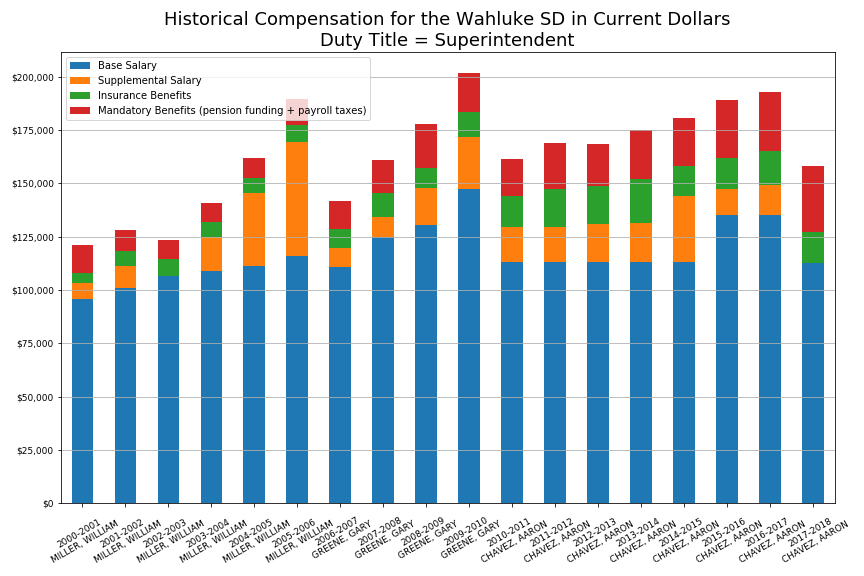 Historical Compensation for the Wahluke SD in Current Dollars
Duty Title = Superintendent
Base Salary
Supplemental Salary
Insurance Benefits
Mandatory Benefits (pension funding + payroll taxes)
$200,000
$175,000
$150,000
$125,000
$100,000
$75,000
$50,000
$25,000
$0
2000-2001
MILLER, WILLIAM
2001-2002
MILLER, WILLIAM
2002-2003
MILLER, WILLIAM
2003-2004
MILLER, WILLIAM
2004-2005
MILLER, WILLIAM
2005-2006
MILLER, WILLIAM
2006-2007
GREENE, GARY
2007-2008
GREENE, GARY
2008-2009
GREENE, GARY
2009-2010
GREENE, GARY
2010-2011
CHAVEZ, AARON
2011-2012
CHAVEZ, AARON
2012-2013
CHAVEZ, AARON
2013-2014
CHAVEZ, AARON
2014-2015
CHAVEZ, AARON
2015-2016
CHAVEZ, AARON
2016-2017
CHAVEZ, AARON
2017-2018
CHAVEZ, AARON